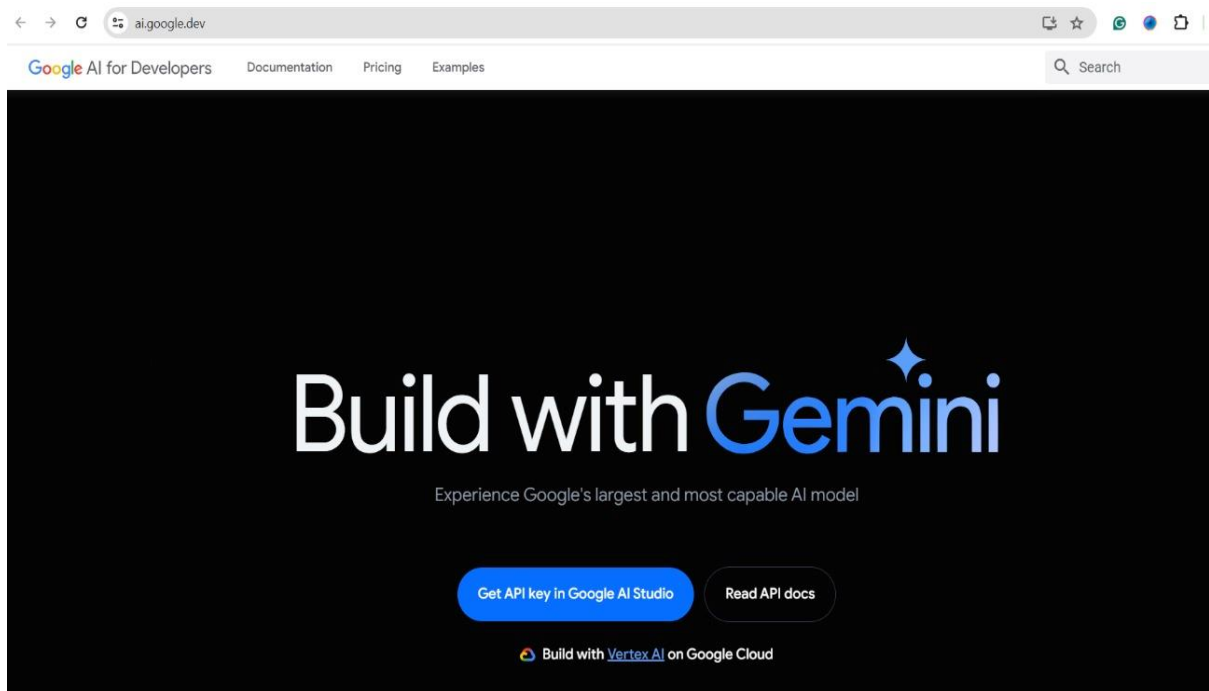 ai.google.dev
Google AI for Developers Documentation Pricing Examples Search
Build with Gemini
Experience Google's largest and most capable AI model
Get API key in Google AI Studio Read API docs
Build with Vertex AI on Google Cloud